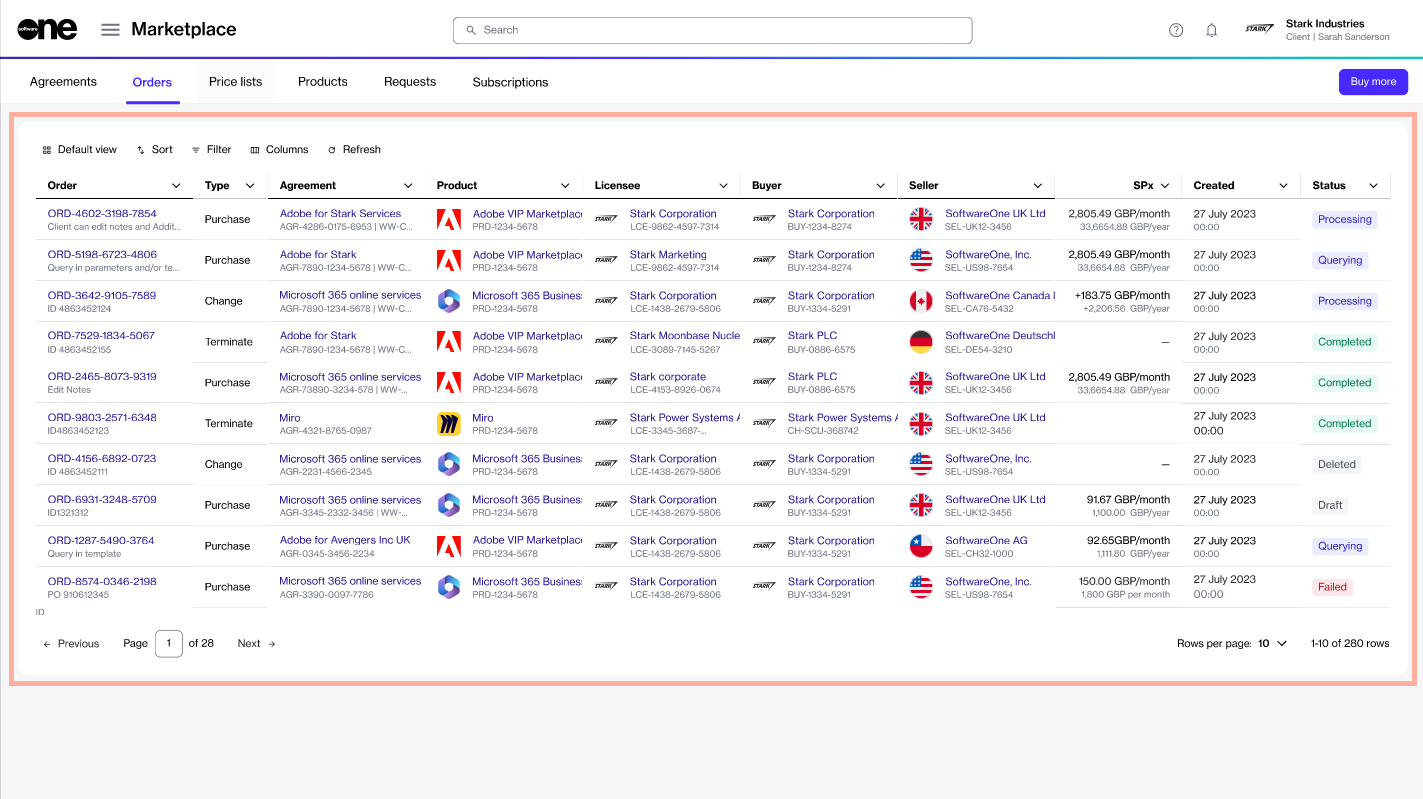 software one Marketplace Search STARK Stark Industries
Client | Sarah Sanderson
Agreements Orders Price lists Products Requests Subscriptions Buy more
Default view Sort Filter Columns Refresh
Order Type Agreement Product Licensee Buyer Seller SPx Created Status
ORD-4602-3198-7854 Purchase Adobe for Stark Services Adobe VIP Marketplac STARK Stark Corporation STARK Stark Corporation SoftwareOne UK Ltd 2,805.49 GBP/month 27 July 2023 Processing
Client can edit notes and Addit... AGR-4286-0175-6953 | WW-C... PRD-1234-5678 LCE-9862-4597-7314 BUY-1234-8274 SEL-UK12-3456 33,6654.88 GBP/year 00:00
ORD-5198-6723-4806 Purchase Adobe for Stark Adobe VIP Marketplac STARK Stark Marketing STARK Stark Corporation SoftwareOne, Inc. 2,805.49 GBP/month 27 July 2023 Querying
Query in parameters and/or te... AGR-7890-1234-5678 | WW-C... PRD-1234-5678 LCE-9862-4597-7314 BUY-1234-8274 SEL-US98-7654 33,6654.88 GBP/year 00:00
ORD-3642-9105-7589 Change Microsoft 365 online services Microsoft 365 Busines STARK Stark Corporation STARK Stark Corporation SoftwareOne Canada I +183.75 GBP/month 27 July 2023 Processing
ID 4863452124 AGR-7890-1234-5678 | WW-C... PRD-1234-5678 LCE-1438-2679-5806 BUY-1334-5291 SEL-CA76-5432 +2,206.56 GBP/year 00:00
ORD-7529-1834-5067 Terminate Adobe for Stark Adobe VIP Marketplac STARK Stark Moonbase Nucle STARK Stark PLC SoftwareOne Deutschl — 27 July 2023 Completed
ID 4863452155 AGR-7890-1234-5678 | WW-C... PRD-1234-5678 LCE-3089-7145-5267 BUY-0886-6575 SEL-DE54-3210 00:00
ORD-2465-8073-9319 Purchase Microsoft 365 online services Adobe VIP Marketplac STARK Stark corporate STARK Stark PLC SoftwareOne UK Ltd 2,805.49 GBP/month 27 July 2023 Completed
Edit Notes AGR-73890-3234-578 | WW-... PRD-1234-5678 LCE-4153-8926-0674 BUY-0886-6575 SEL-UK12-3456 33,6654.88 GBP/year 00:00
ORD-9803-2571-6348 Terminate Miro Miro STARK Stark Power Systems A STARK Stark Power Systems A SoftwareOne UK Ltd 27 July 2023 Completed
ID4863452123 AGR-4321-8765-0987 PRD-1234-5678 LCE-3345-3687-... CH-SCU-368742 SEL-UK12-3456 00:00
ORD-4156-6892-0723 Change Microsoft 365 online services Microsoft 365 Busines STARK Stark Corporation STARK Stark Corporation SoftwareOne, Inc. — 27 July 2023 Deleted
ID 4863452111 AGR-2231-4566-2345 PRD-1234-5678 LCE-1438-2679-5806 BUY-1334-5291 SEL-US98-7654 00:00
ORD-6931-3248-5709 Purchase Microsoft 365 online services Microsoft 365 Busines STARK Stark Corporation STARK Stark Corporation SoftwareOne UK Ltd 91.67 GBP/month 27 July 2023 Draft
ID1321312 AGR-3345-2332-3456 | WW-... PRD-1234-5678 LCE-1438-2679-5806 BUY-1334-5291 SEL-UK12-3456 1,100.00 GBP/year 00:00
ORD-1287-5490-3764 Purchase Adobe for Avengers Inc UK Adobe VIP Marketplac STARK Stark Corporation STARK Stark Corporation SoftwareOne AG 92.65GBP/month 27 July 2023 Querying
Query in template AGR-0345-3456-2234 PRD-1234-5678 LCE-1438-2679-5806 BUY-1334-5291 SEL-CH32-1000 1,111.80 GBP/year 00:00
ORD-8574-0346-2198 Purchase Microsoft 365 online services Microsoft 365 Busines STARK Stark Corporation STARK Stark Corporation SoftwareOne, Inc. 150.00 GBP/month 27 July 2023 Failed
PO 910612345 AGR-3390-0097-7786 PRD-1234-5678 LCE-1438-2679-5806 BUY-1334-5291 SEL-US98-7654 1,800 GBP per month 00:00
ID
Previous Page 1 of 28 Next Rows per page: 10 1-10 of 280 rows